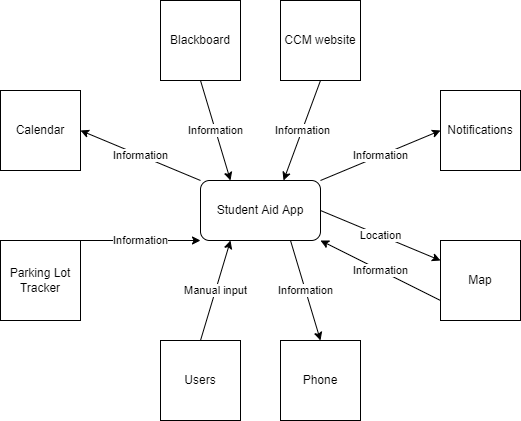 Blackboard
CCM website
Calendar
Information
Information
Notifications
Information
Information
Student Aid App
Location
Information
Information
Parking Lot
Tracker
Map
Manual input
Information
Users
Phone